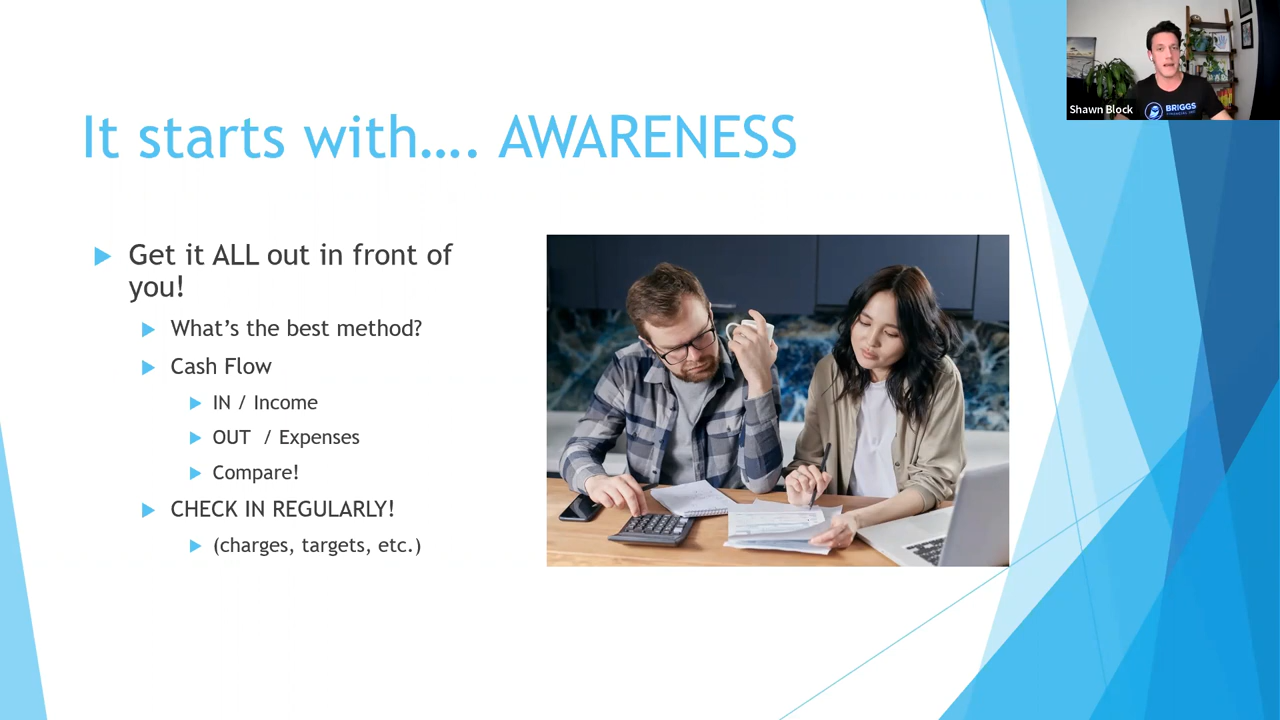 It starts with…. AWARENESS
Get it ALL out in front of
you!
What's the best method?
Cash Flow
IN / Income
OUT  / Expenses
Compare!
CHECK IN REGULARLY!
(charges, targets, etc.)
Shawn Block
BRIGGS